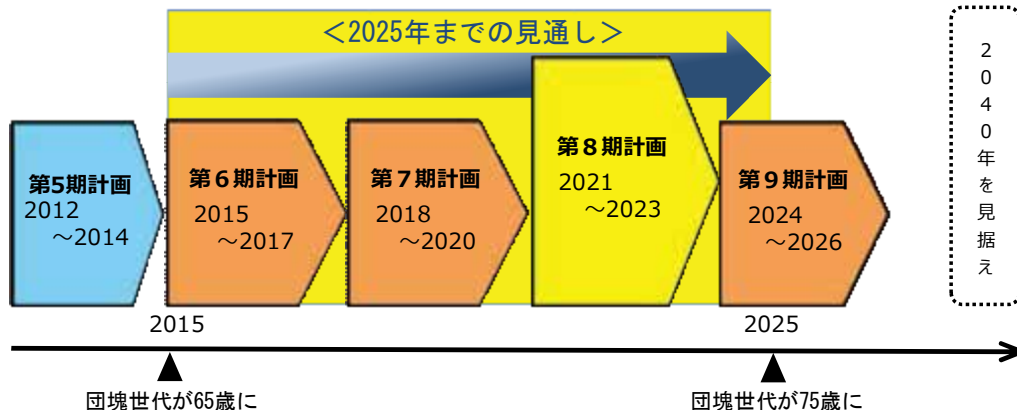 ＜2025年までの見通し＞
第5期計画
2012
～2014
第６期計画
2015
～2017
第７期計画
2018
～2020
第８期計画
2021
～2023
第９期計画
2024
～2026
2040年を見据え
2015
2025
団塊世代が65歳に
団塊世代が75歳に